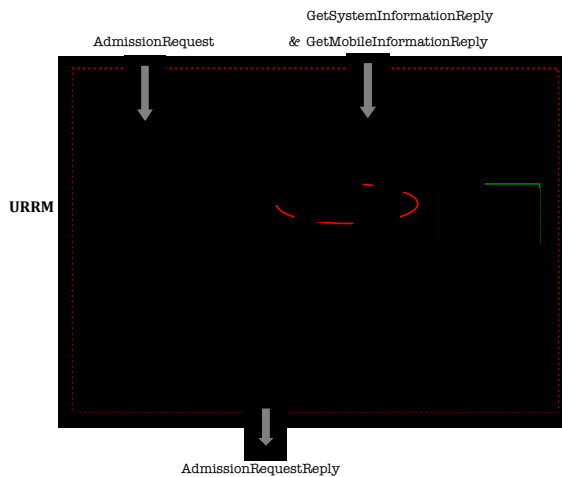 GetSystemInformationReply
AdmissionRequest
& GetMobileInformationReply
URRM
AdmissionRequestReply